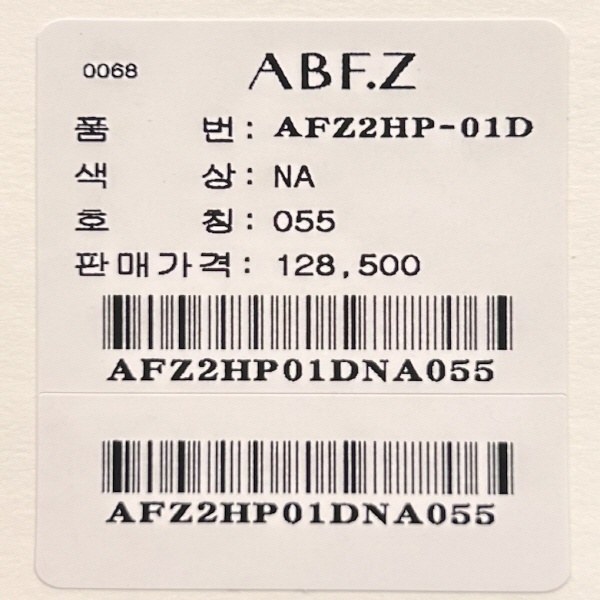 0068 ABF.Z
품 번: AFZ2HP-01D
색 상: NA
호 칭: 055
판매가격: 128,500
AFZ2HP01DNA055
AFZ2HP01DNA055